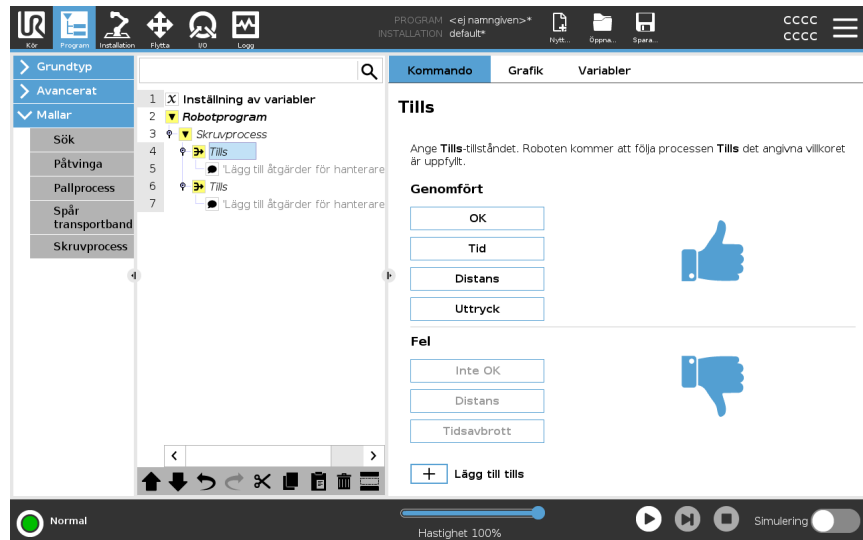 PROGRAM <ej namngiven>*
INSTALLATION default*
cccc
cccc
Kör
Program
Installation
Flytta
I/O
Logg
Nytt...
Öppna...
Spara...
Grundtyp
Avancerat
Mallar
Sök
Påtvinga
Pallprocess
Spår
transportband
Skruvprocess
1 X Inställning av variabler
2 Robotprogram
3 Skruvprocess
4 Tills
5 'Lägg till åtgärder för hanterare
6 Tills
7 'Lägg till åtgärder för hanterare
Kommando
Grafik
Variabler
Tills
Ange Tills-tillståndet. Roboten kommer att följa processen Tills det angivna villkoret
är uppfyllt.
Genomfört
OK
Tid
Distans
Uttryck
Fel
Inte OK
Distans
Tidsavbrott
+ Lägg till tills
Normal
Hastighet 100%
Simulering